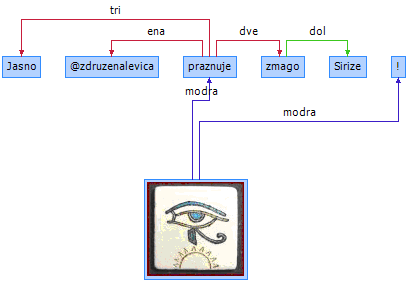 tri
ena dve dol
Jasno @zdruzenalevica praznuje zmago Sirize !
modra
modra